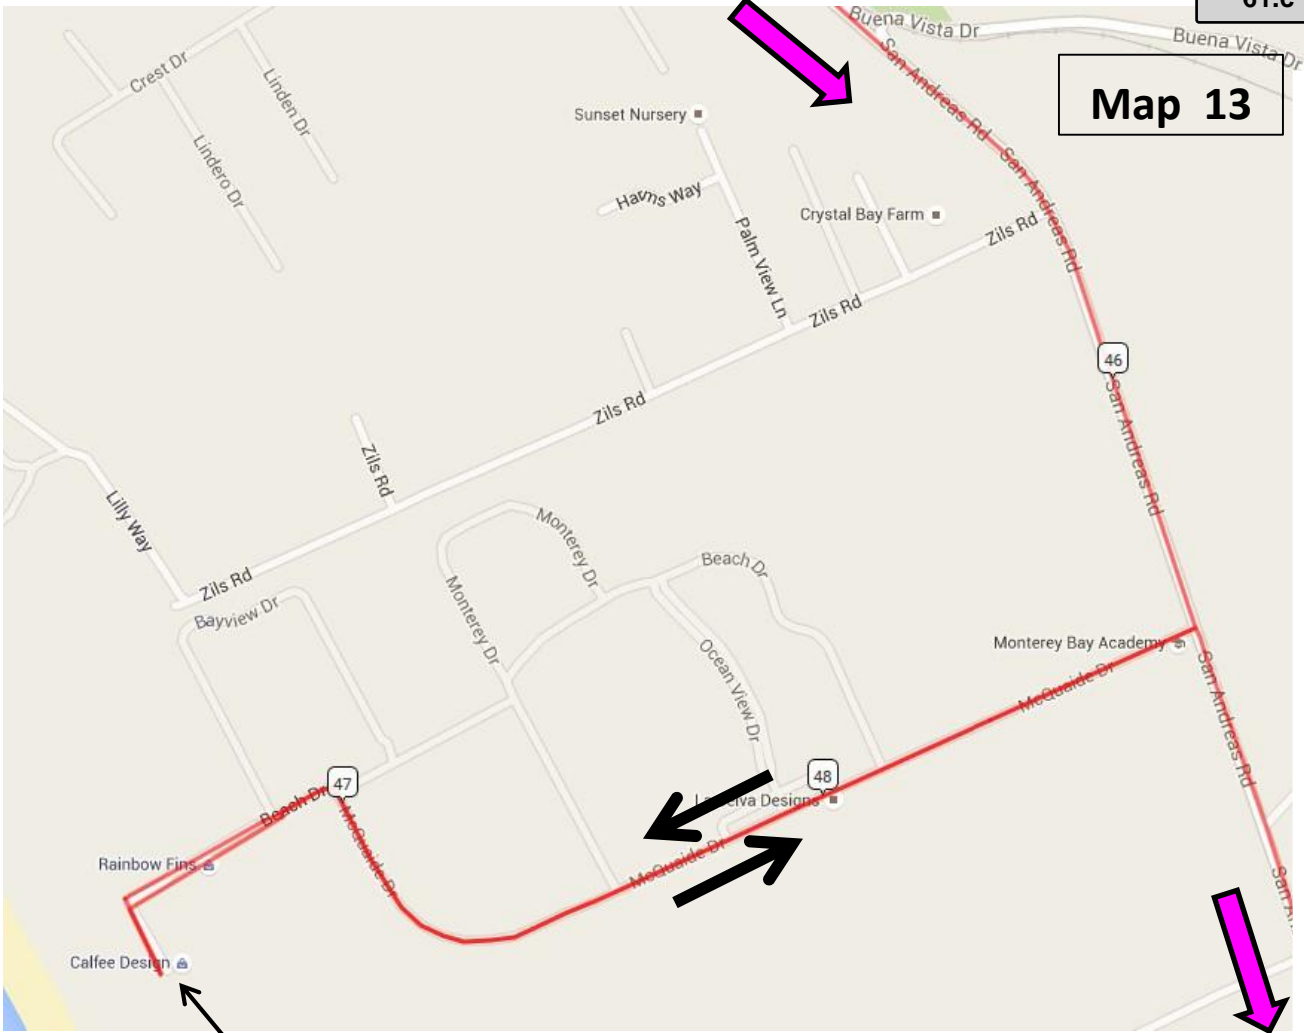 Buena Vista Dr
Buena Vista Dr
San Andreas Rd
San Andreas Rd
Map 13
Crest Dr
Linden Dr
Lindero Dr
Sunset Nursery
Harms Way
Palm View Ln
Crystal Bay Farm
Zils Rd
Zils Rd
46
San Andreas Rd
Zils Rd
Zils Rd
Lilly Way
Zils Rd
Bayview Dr
Monterey Dr
Monterey Dr
Beach Dr
Ocean View Dr
Monterey Bay Academy
McQuaide Dr
San Andreas Rd
47
48
Beach Dr
McQuaide Dr
Designs
McQuaide Dr
Rainbow Fins
Calfee Design
San